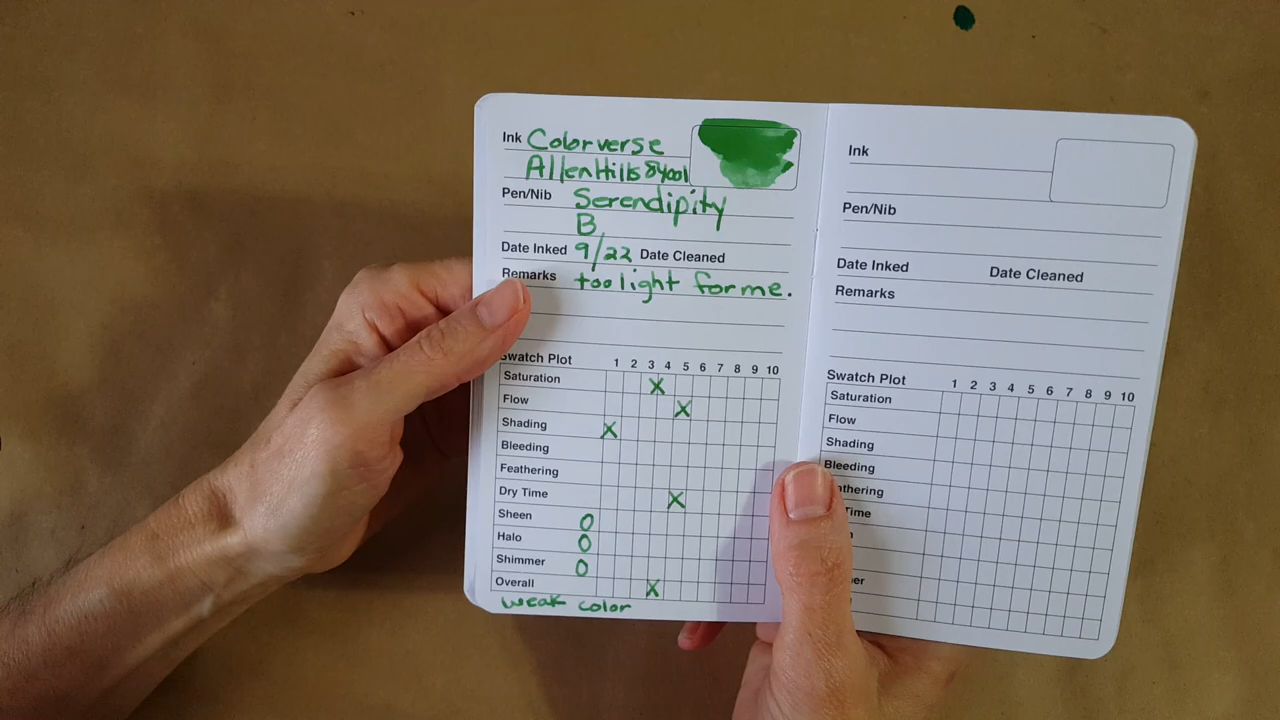 Ink Colorverse
Allen Hills 84001
Pen/Nib Serendipity
B
Date Inked 9/22 Date Cleaned
Remarks too light for me.
Swatch Plot 1 2 3 4 5 6 7 8 9 10
Saturation X
Flow X
Shading X
Bleeding
Feathering
Dry Time X
Sheen 0
Halo 0
Shimmer 0
Overall X
weak color
Ink
Pen/Nib
Date Inked Date Cleaned
Remarks
Swatch Plot 1 2 3 4 5 6 7 8 9 10
Saturation
Flow
Shading
Bleeding
athering
Time